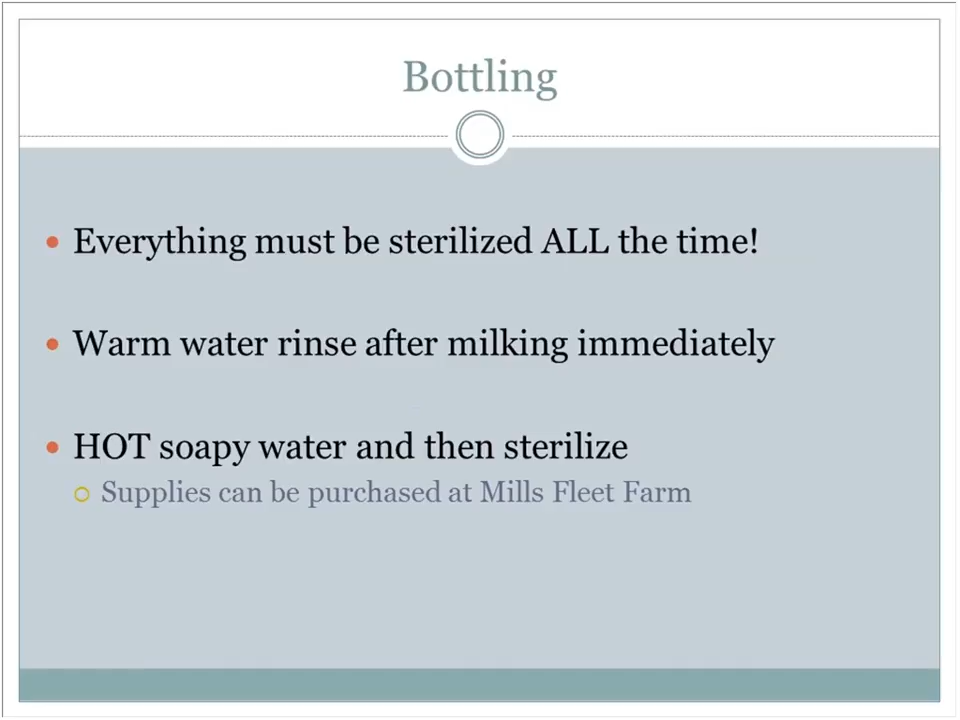 Bottling
Everything must be sterilized ALL the time!
Warm water rinse after milking immediately
HOT soapy water and then sterilize
Supplies can be purchased at Mills Fleet Farm